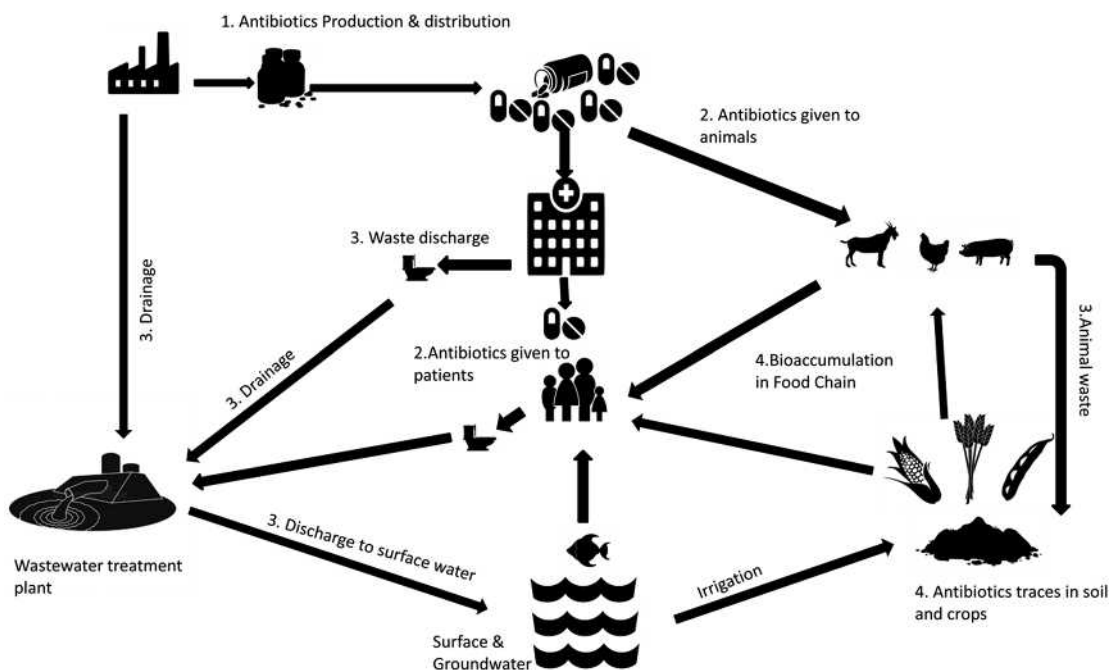 1. Antibiotics Production & distribution
2. Antibiotics given to
animals
3. Waste discharge
3. Drainage
3. Drainage
2.Antibiotics given to
patients
4.Bioaccumulation
in Food Chain
3.Animal waste
3. Discharge to surface water
Wastewater treatment
plant
Irrigation
4. Antibiotics traces in soil
and crops
Surface &
Groundwater